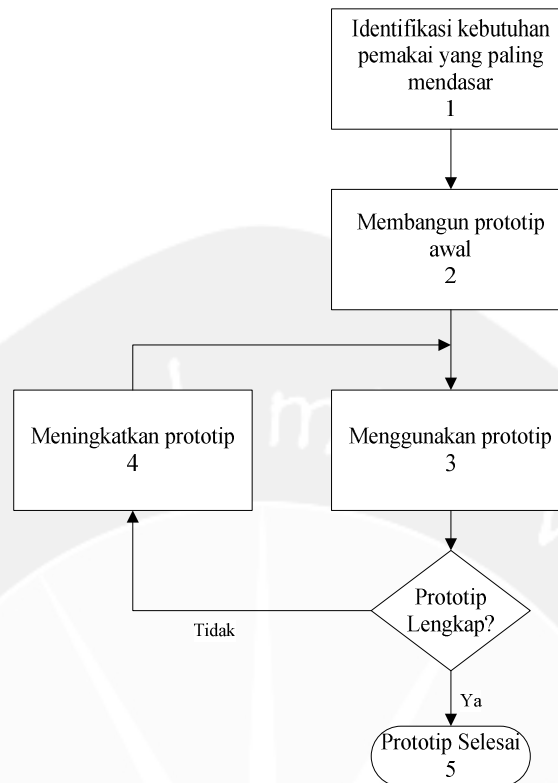 Identifikasi kebutuhan
pemakai yang paling
mendasar
1
Membangun prototip
awal
2
Meningkatkan prototip
4
Menggunakan prototip
3
Prototip
Lengkap?
Tidak
Ya
Prototip Selesai
5